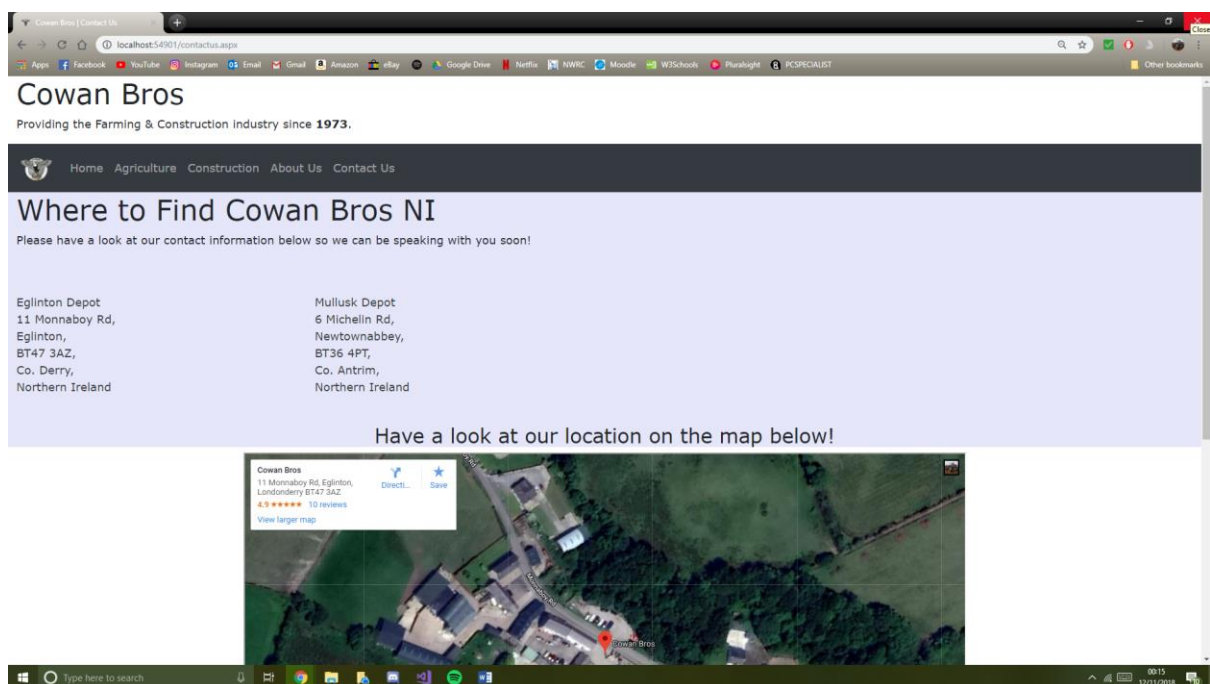 Cowan Bros | Contact Us
Close
localhost:54901/contactus.aspx
Apps Facebook YouTube Instagram Email Gmail Amazon eBay Google Drive Netflix NWRC Moodle W3Schools Pluralsight PCSPECIALIST Other bookmarks
Cowan Bros
Providing the Farming & Construction industry since 1973.
Home Agriculture Construction About Us Contact Us
Where to Find Cowan Bros NI
Please have a look at our contact information below so we can be speaking with you soon!
Eglinton Depot
11 Monnaboy Rd,
Eglinton,
BT47 3AZ,
Co. Derry,
Northern Ireland
Mullusk Depot
6 Michelin Rd,
Newtownabbey,
BT36 4PT,
Co. Antrim,
Northern Ireland
Have a look at our location on the map below!
Cowan Bros
11 Monnaboy Rd, Eglinton,
Londonderry BT47 3AZ
4.9 ★★★★★ 10 reviews
View larger map
Directi...
Save
Monnaboy Rd
Cowan Bros
Type here to search
00:15
12/11/2018